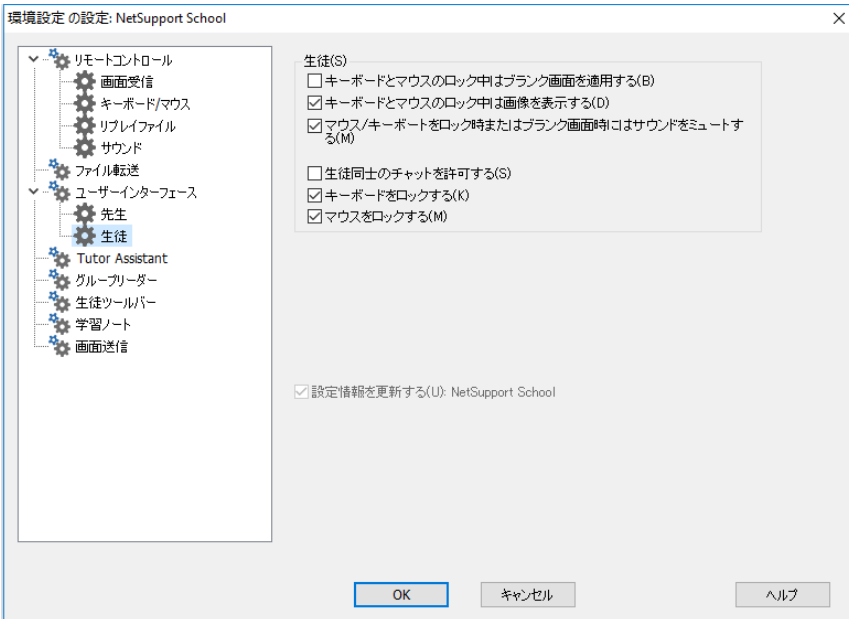 環境設定 の設定: NetSupport School
リモートコントロール
画面受信
キーボード/マウス
リプレイファイル
サウンド
ファイル転送
ユーザーインターフェース
先生
生徒
Tutor Assistant
グループリーダー
生徒ツールバー
学習ノート
画面送信
生徒(S)
キーボードとマウスのロック中はブランク画面を適用する(B)
キーボードとマウスのロック中は画像を表示する(D)
マウス/キーボートをロック時またはブランク画面時にはサウンドをミュートす
る(M)
生徒同士のチャットを許可する(S)
キーボードをロックする(K)
マウスをロックする(M)
設定情報を更新する(U): NetSupport School
OK
キャンセル
ヘルプ